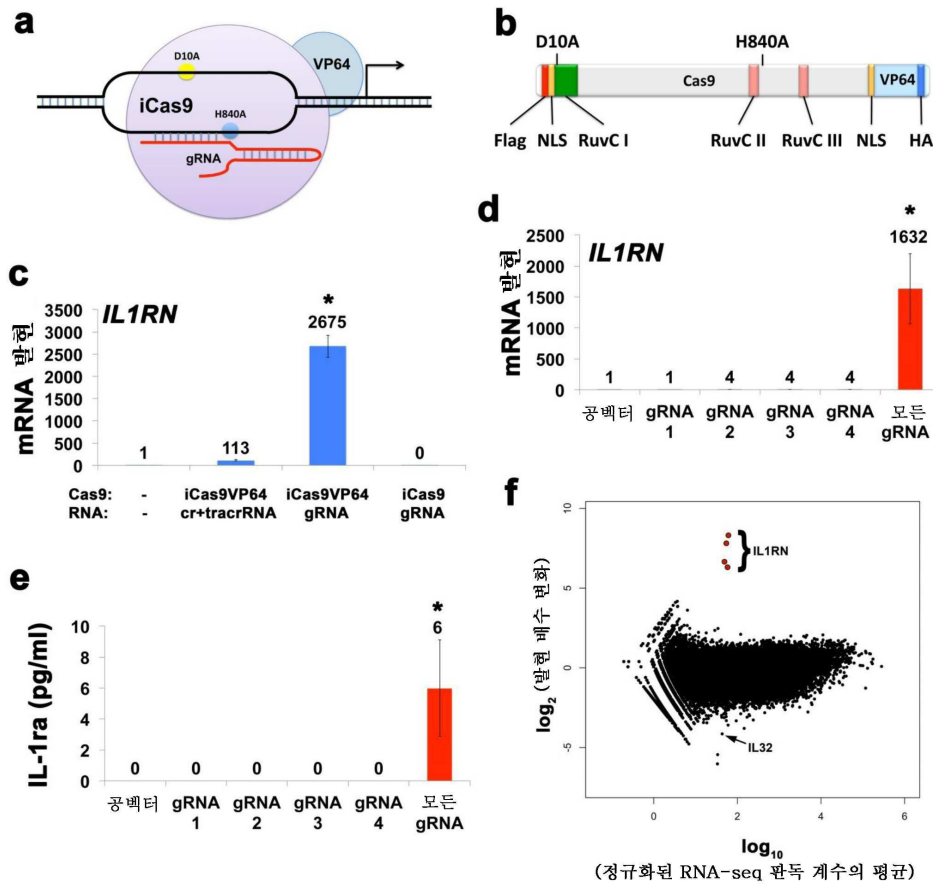 a
D10A
VP64
iCas9
H840A
gRNA
b
D10A
H840A
Cas9
VP64
Flag NLS RuvC I RuvC II RuvC III NLS HA
c
IL1RN
mRNA 발현
3500
3000
2500
2000
1500
1000
500
0
1
113
*
2675
0
Cas9: - iCas9VP64 iCas9VP64 iCas9
RNA: - cr+tracrRNA gRNA gRNA
d
IL1RN
mRNA 발현
2500
2000
1500
1000
500
0
1
1
4
4
4
*
1632
공벡터 gRNA gRNA gRNA gRNA 모든
1 2 3 4 gRNA
e
IL-1ra (pg/ml)
10
8
6
4
2
0
0
0
0
0
0
*
6
공벡터 gRNA gRNA gRNA gRNA 모든
1 2 3 4 gRNA
f
log2 (발현 배수 변화)
10
5
0
-5
IL1RN
IL32
0 2 4 6
log10
(정규화된 RNA-seq 판독 계수의 평균)